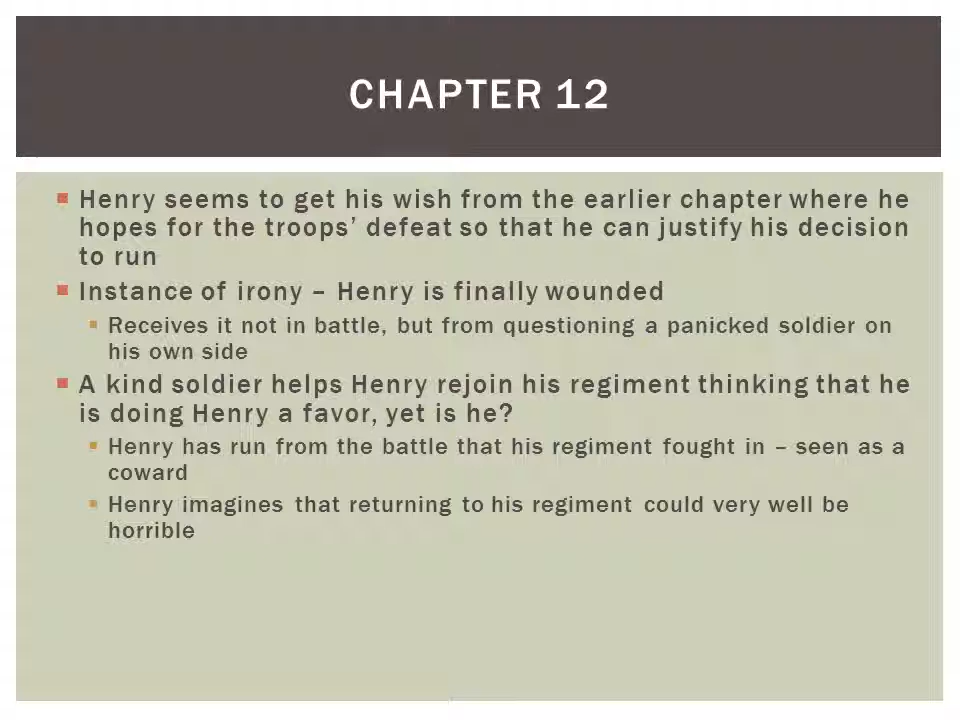 CHAPTER 12
Henry seems to get his wish from the earlier chapter where he
hopes for the troops’ defeat so that he can justify his decision
to run
Instance of irony – Henry is finally wounded
Receives it not in battle, but from questioning a panicked soldier on
his own side
A kind soldier helps Henry rejoin his regiment thinking that he
is doing Henry a favor, yet is he?
Henry has run from the battle that his regiment fought in – seen as a
coward
Henry imagines that returning to his regiment could very well be
horrible